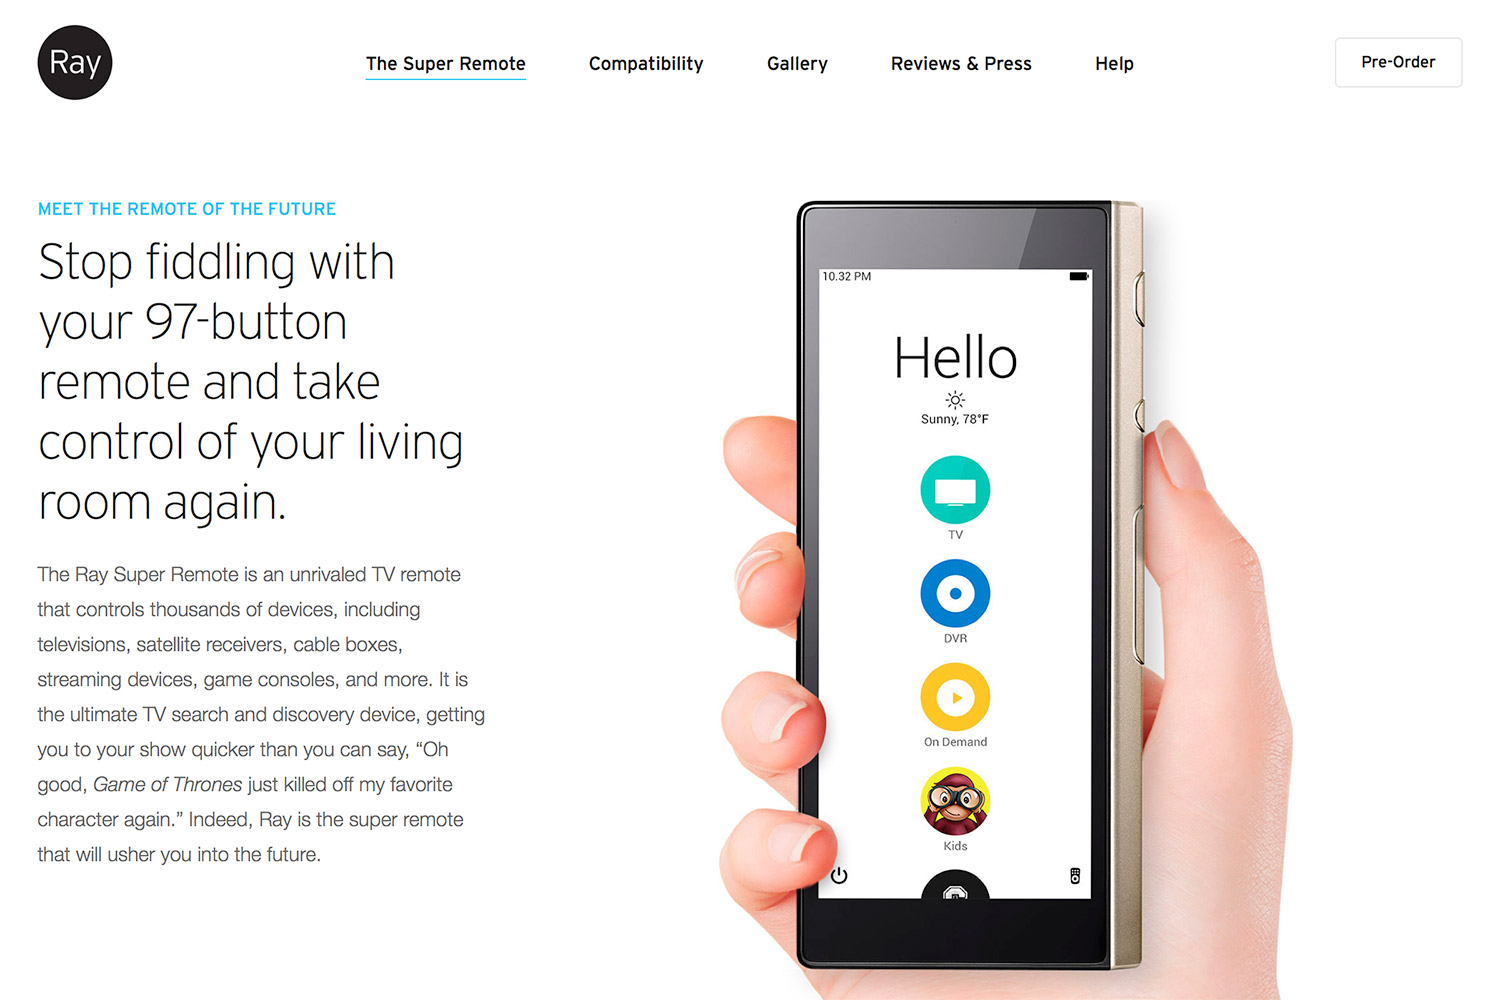 Ray
The Super Remote
Compatibility
Gallery
Reviews & Press
Help
Pre-Order
MEET THE REMOTE OF THE FUTURE
Stop fiddling with
your 97-button
remote and take
control of your living
room again.
The Ray Super Remote is an unrivaled TV remote
that controls thousands of devices, including
televisions, satellite receivers, cable boxes,
streaming devices, game consoles, and more. It is
the ultimate TV search and discovery device, getting
you to your show quicker than you can say, “Oh
good, Game of Thrones just killed off my favorite
character again.” Indeed, Ray is the super remote
that will usher you into the future.
10.32 PM
Hello
Sunny, 78°F
TV
DVR
On Demand
Kids